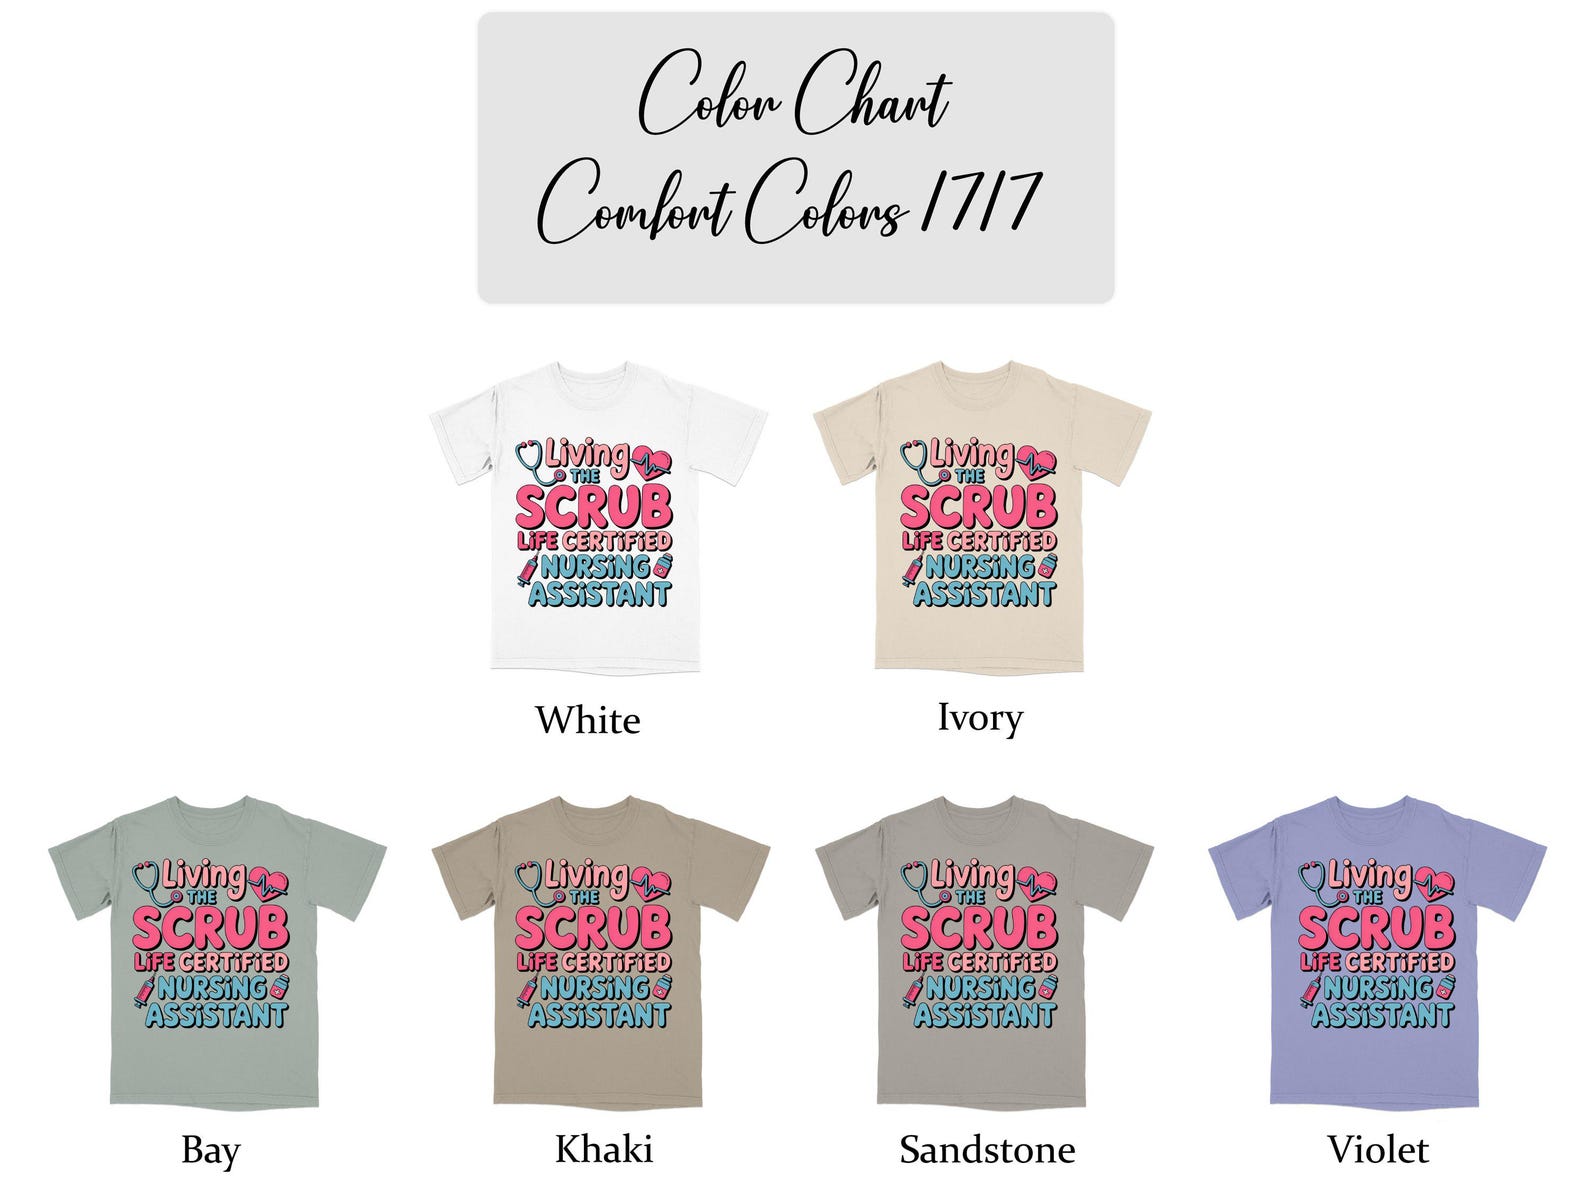 Color Chart
Comfort Colors 1717
Living
THE
SCRUB
LiFE CERTiFiED
NURSiNG
ASSiSTANT
Living
THE
SCRUB
LiFE CERTiFiED
NURSiNG
ASSiSTANT
White
Ivory
Living
THE
SCRUB
LiFE CERTiFiED
NURSiNG
ASSiSTANT
Living
THE
SCRUB
LiFE CERTiFiED
NURSiNG
ASSiSTANT
Living
THE
SCRUB
LiFE CERTiFiED
NURSiNG
ASSiSTANT
Living
THE
SCRUB
LiFE CERTiFiED
NURSiNG
ASSiSTANT
Bay
Khaki
Sandstone
Violet